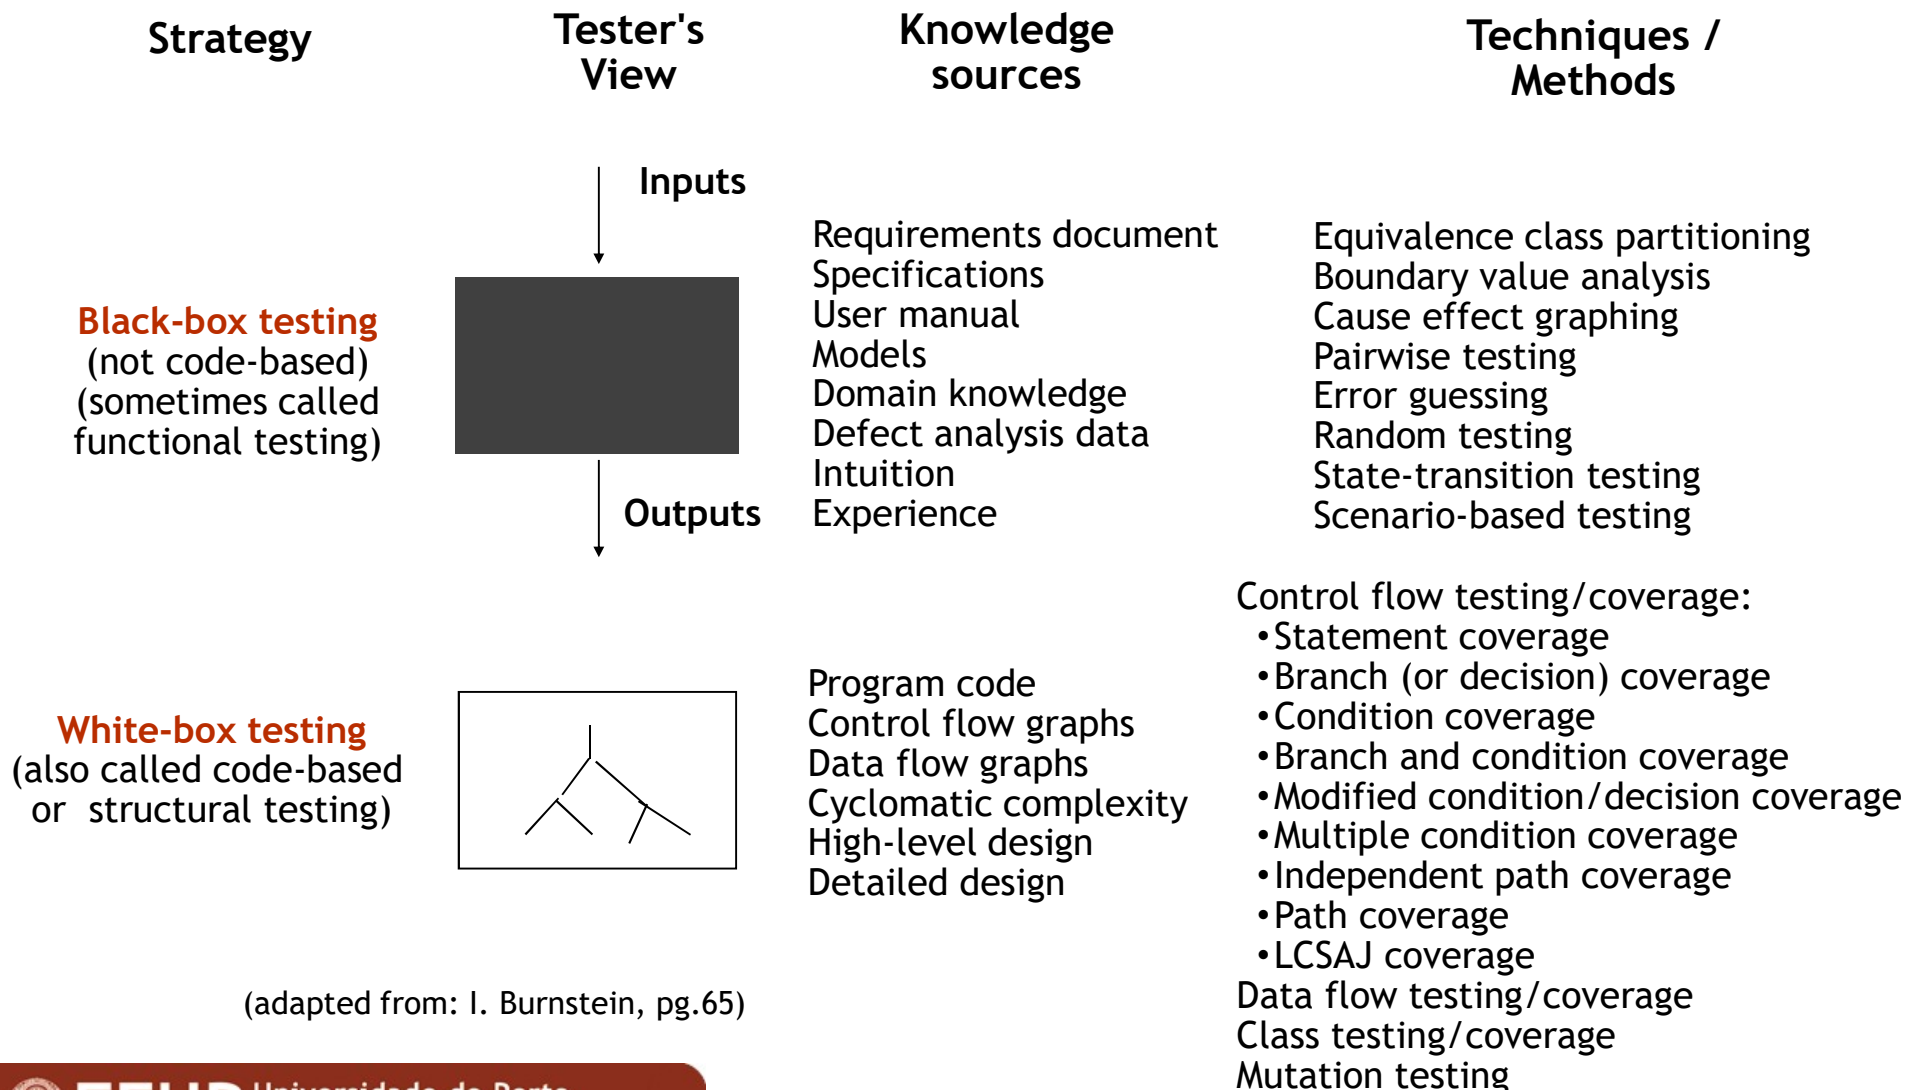 Strategy
Tester's
View
Knowledge
sources
Techniques /
Methods
Inputs
Outputs
Black-box testing
(not code-based)
(sometimes called
functional testing)
Requirements document
Specifications
User manual
Models
Domain knowledge
Defect analysis data
Intuition
Experience
Equivalence class partitioning
Boundary value analysis
Cause effect graphing
Pairwise testing
Error guessing
Random testing
State-transition testing
Scenario-based testing
White-box testing
(also called code-based
or structural testing)
Program code
Control flow graphs
Data flow graphs
Cyclomatic complexity
High-level design
Detailed design
Control flow testing/coverage:
•Statement coverage
•Branch (or decision) coverage
•Condition coverage
•Branch and condition coverage
•Modified condition/decision coverage
•Multiple condition coverage
•Independent path coverage
•Path coverage
•LCSAJ coverage
Data flow testing/coverage
Class testing/coverage
Mutation testing
(adapted from: I. Burnstein, pg.65)
FEUP Universidade do Porto